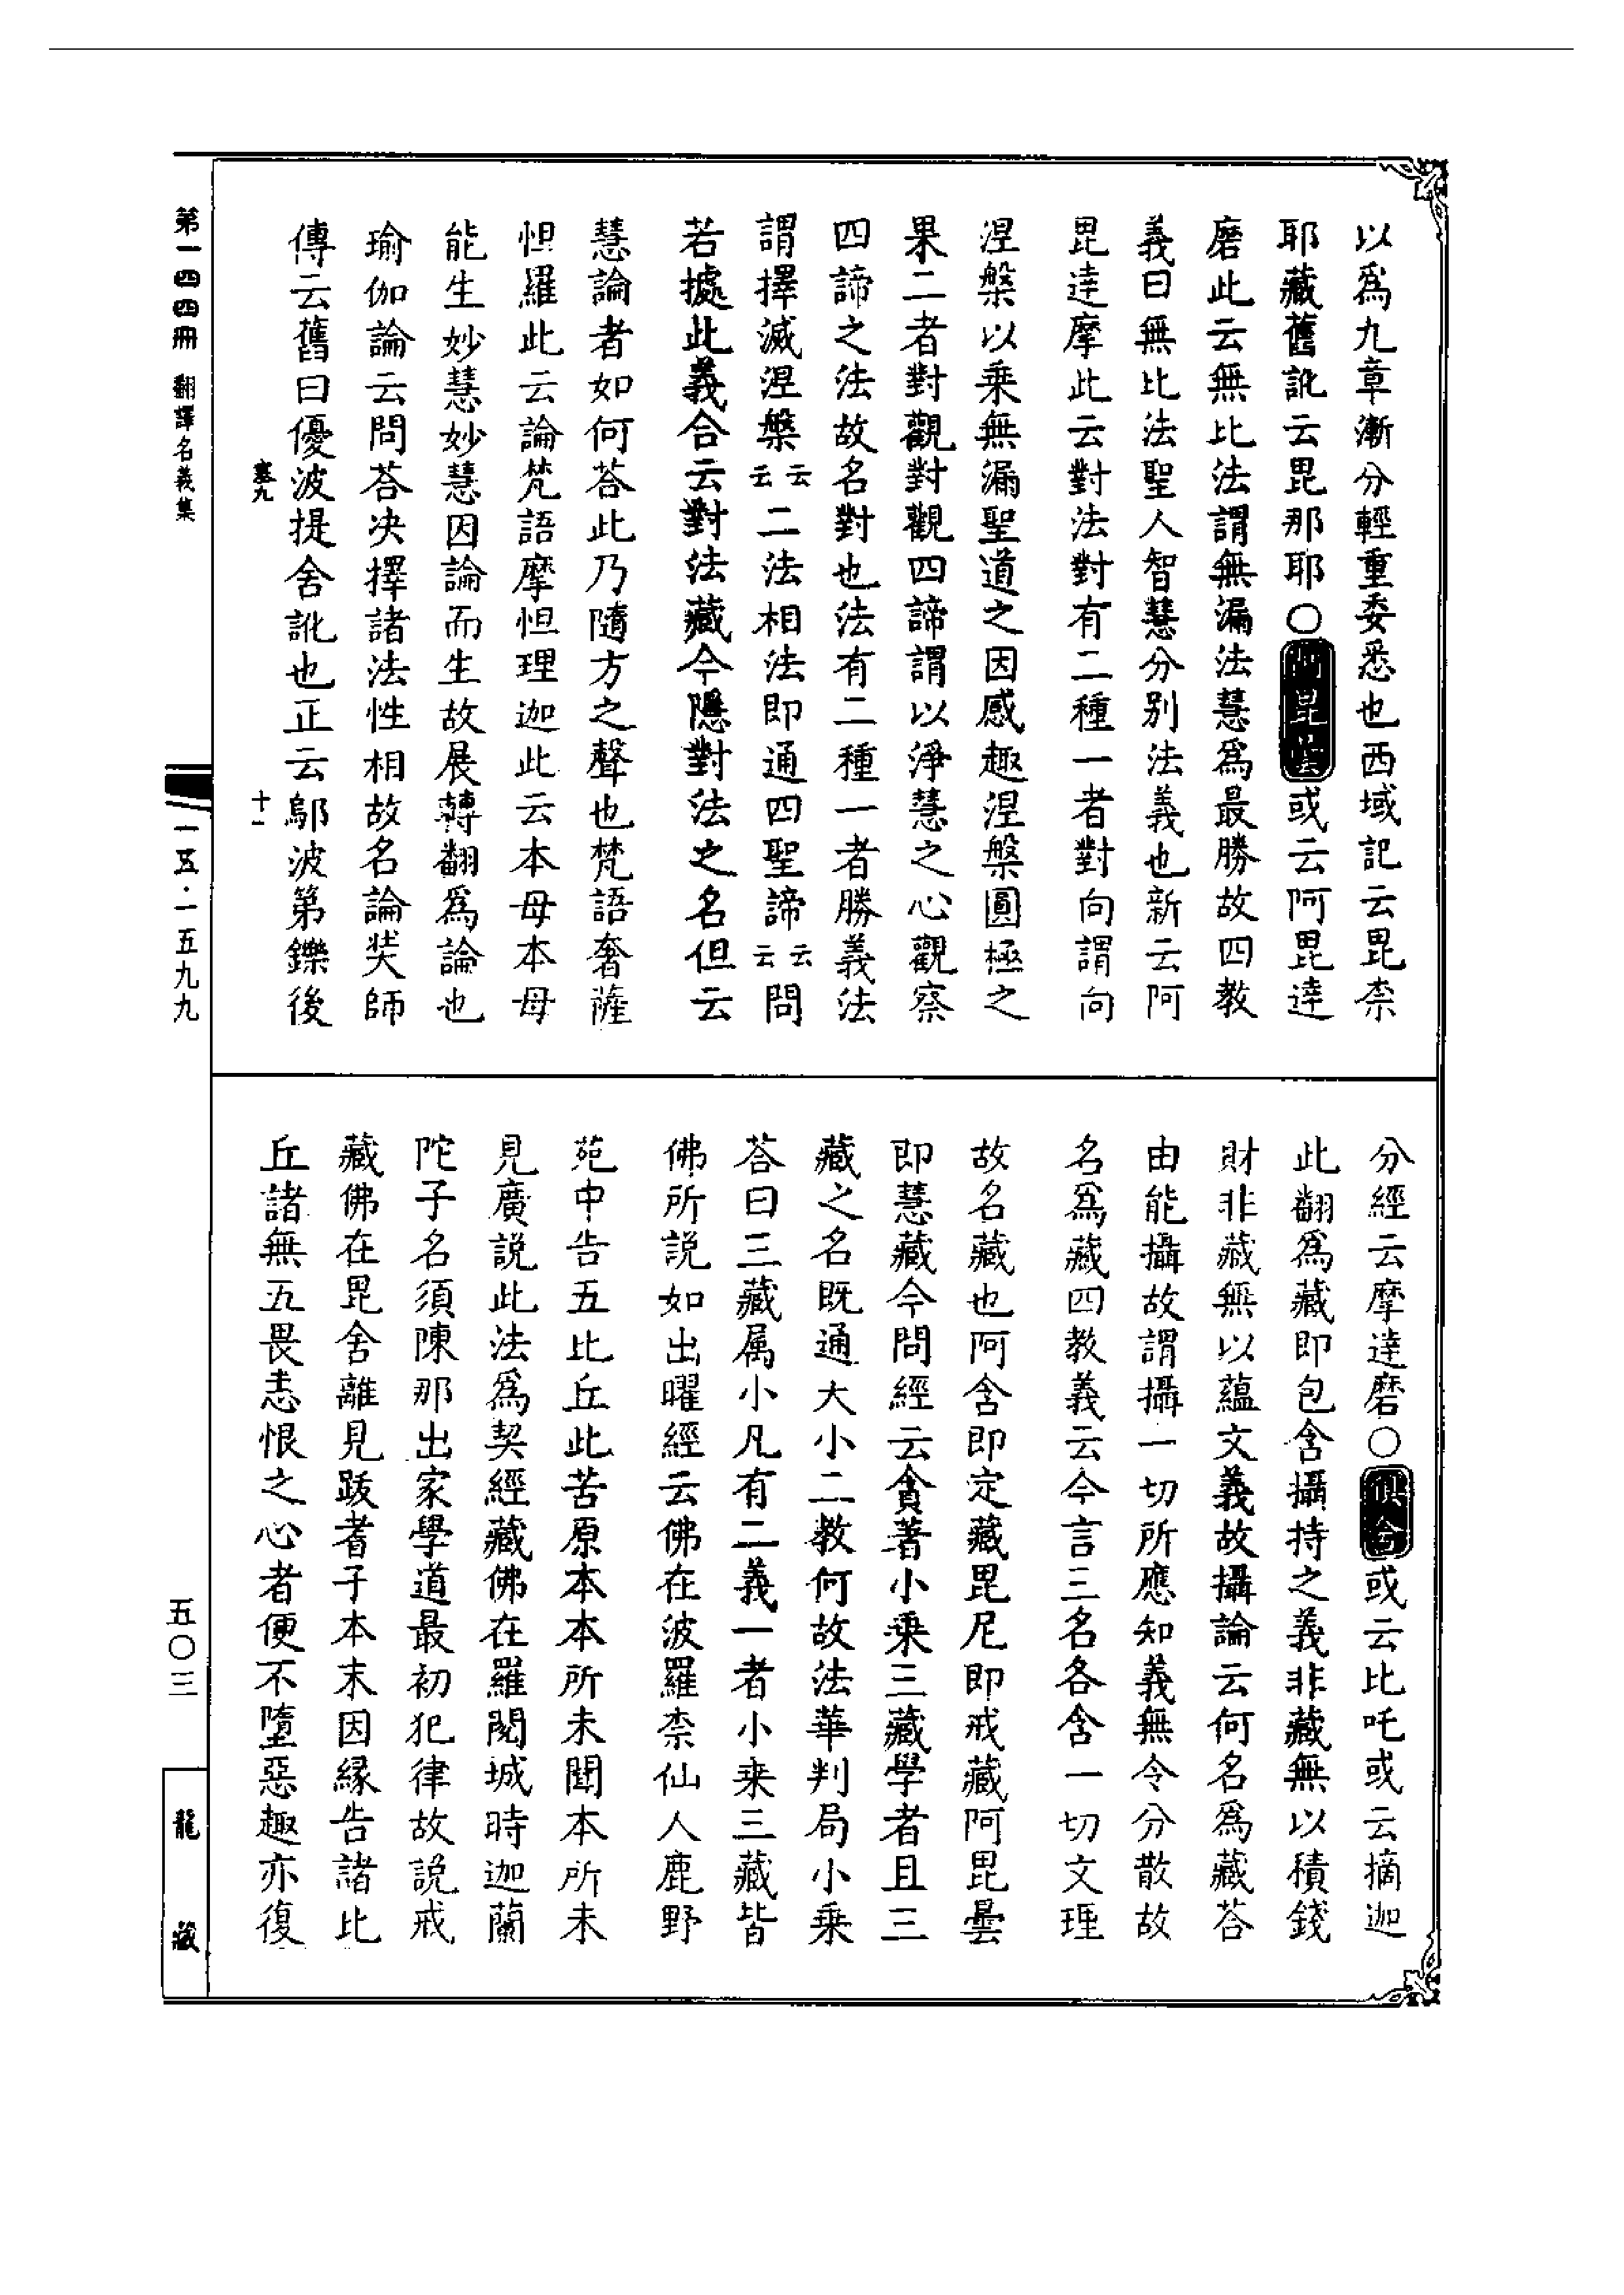 以爲九章漸分輕重委悉也西域記云毘柰
耶藏舊訛云毘那耶○阿毘曇或云阿毘達
磨此云無比法謂無漏法慧爲最勝故四教
義曰無比法聖人智慧分別法義也新云阿
毘達摩此云對法對有二種一者對向謂向
涅槃以乘無漏聖道之因感趣涅槃圓極之
果二者對觀對觀四諦謂以淨慧之心觀察
四諦之法故名對也法有二種一者勝義法
謂擇滅涅槃云云二法相法即通四聖諦云云問
若據此義合云對法藏今隱對法之名但云
慧論者如何荅此乃隨方之聲也梵語奢薩
怛羅此云論梵語摩怛理迦此云本母本母
能生妙慧妙慧因論而生故展轉翻爲論也
瑜伽論云問荅决擇諸法性相故名論奘師
傳云舊曰優波提舍訛也正云鄔波第鑠後
塞九
十一
分經云摩達磨○俱舍或云比吒或云摘迦
此翻爲藏即包含攝持之義非藏無以積錢
財非藏無以蘊文義故攝論云何名爲藏荅
由能攝故謂攝一切所應知義無令分散故
名爲藏四教義云今言三名各含一切文理
故名藏也阿含即定藏毘尼即戒藏阿毘曇
即慧藏今問經云貪著小乘三藏學者且三
藏之名既通大小二教何故法華判局小乘
荅曰三藏属小凡有二義一者小乘三藏皆
佛所説如出曜經云佛在波羅柰仙人鹿野
苑中告五比丘此苦原本本所未聞本所未
見廣説此法爲契經藏佛在羅閱城時迦蘭
陀子名須陳那出家學道最初犯律故説戒
藏佛在毘舍離見跋耆子本末因縁告諸比
丘諸無五畏恚恨之心者便不墮惡趣亦復
第一四四冊 翻譯名義集
一五·一五九九
五〇三
龍藏